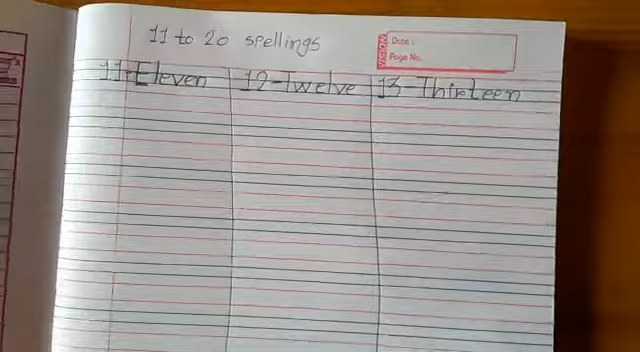 11 to 20 spellings
VISION
Date :
Page No.
11-Eleven 12-Twelve 13-Thirteen